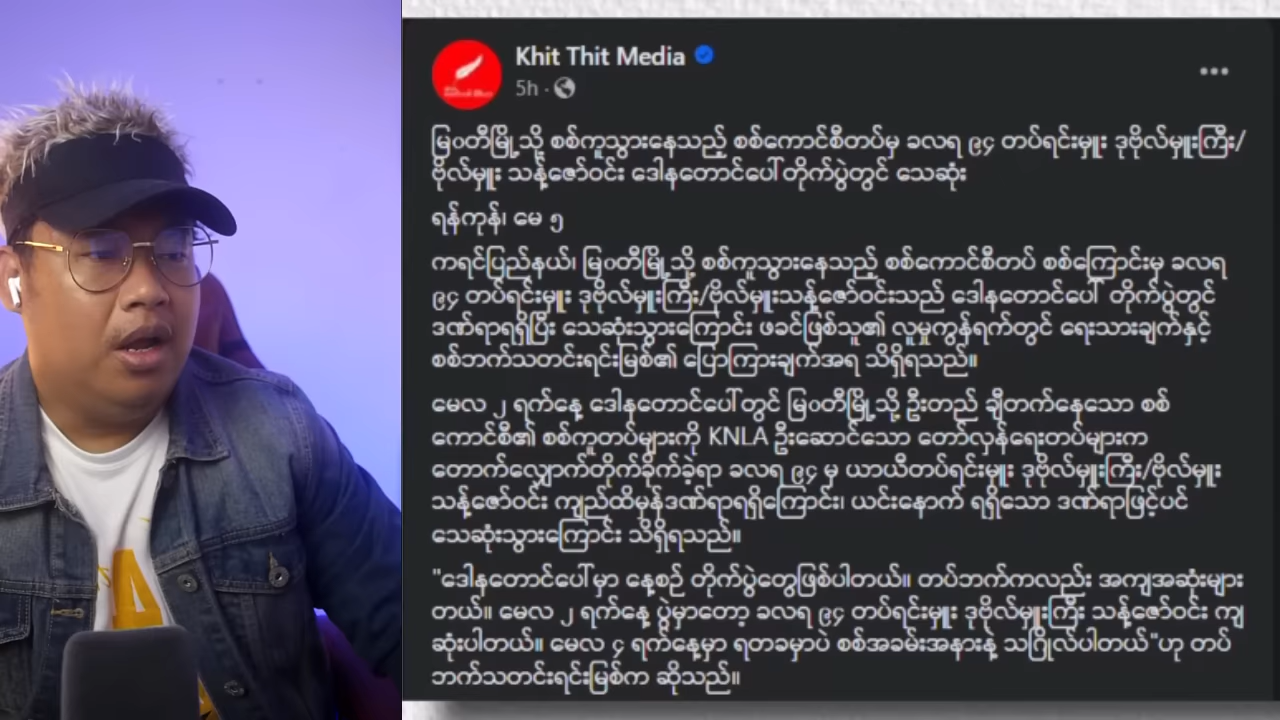 Khit Thit Media
5h ·
မြဝတီမြို့သို့ စစ်ကူသွားနေသည့် စစ်ကောင်စီတပ်မှ ခလရ ၉၄ တပ်ရင်းမှူး ဒုဗိုလ်မှူးကြီး/
ဗိုလ်မှူး သန့်ဇော်ဝင်း ဒေါနတောင်ပေါ်တိုက်ပွဲတွင် သေဆုံး
ရန်ကုန်၊ မေ ၅
ကရင်ပြည်နယ်၊ မြဝတီမြို့သို့ စစ်ကူသွားနေသည့် စစ်ကောင်စီတပ် စစ်ကြောင်းမှ ခလရ
၉၄ တပ်ရင်းမှူး ဒုဗိုလ်မှူးကြီး/ဗိုလ်မှူးသန့်ဇော်ဝင်းသည် ဒေါနတောင်ပေါ် တိုက်ပွဲတွင်
ဒဏ်ရာရရှိပြီး သေဆုံးသွားကြောင်း ဖခင်ဖြစ်သူ၏ လူမှုကွန်ရက်တွင် ရေးသားချက်နှင့်
စစ်ဘက်သတင်းရင်းမြစ်၏ ပြောကြားချက်အရ သိရှိရသည်။
မေလ ၂ ရက်နေ့ ဒေါနတောင်ပေါ်တွင် မြဝတီမြို့သို့ ဦးတည် ချီတက်နေသော စစ်
ကောင်စီ၏ စစ်ကူတပ်များကို KNLA ဦးဆောင်သော တော်လှန်ရေးတပ်များက
တောက်လျှောက်တိုက်ခိုက်ခဲ့ရာ ခလရ ၉၄ မှ ယာယီတပ်ရင်းမှူး ဒုဗိုလ်မှူးကြီး/ဗိုလ်မှူး
သန့်ဇော်ဝင်း ကျည်ထိမှန်ဒဏ်ရာရရှိကြောင်း၊ ယင်းနောက် ရရှိသော ဒဏ်ရာဖြင့်ပင်
သေဆုံးသွားကြောင်း သိရှိရသည်။
"ဒေါနတောင်ပေါ်မှာ နေ့စဉ် တိုက်ပွဲတွေဖြစ်ပါတယ်။ တပ်ဘက်ကလည်း အကျအဆုံးများ
တယ်။ မေလ ၂ ရက်နေ့ ပွဲမှာတော့ ခလရ ၉၄ တပ်ရင်းမှူး ဒုဗိုလ်မှူးကြီး သန့်ဇော်ဝင်း ကျ
ဆုံးပါတယ်။ မေလ ၄ ရက်နေ့မှာ ရတခမှာပဲ စစ်အခမ်းအနားနဲ့ သင်္ဂြိုလ်ပါတယ်"ဟု တပ်
ဘက်သတင်းရင်းမြစ်က ဆိုသည်။